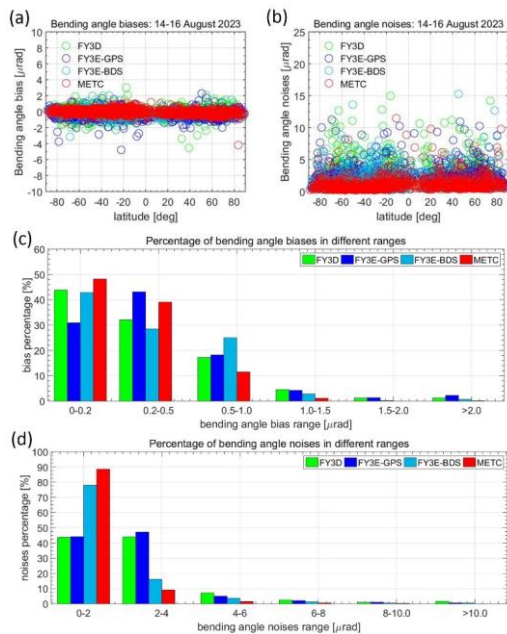 (a)
Bending angle biases: 14-16 August 2023
Bending angle bias [μrad]
10
8
6
4
2
0
-2
-4
-6
-8
-10
FY3D
FY3E-GPS
FY3E-BDS
METC
-80 -60 -40 -20 0 20 40 60 80
latitude [deg]
(b)
Bending angle noises: 14-16 August 2023
Bending angle noises [μrad]
25
20
15
10
5
0
FY3D
FY3E-GPS
FY3E-BDS
METC
-80 -60 -40 -20 0 20 40 60 80
latitude [deg]
(c)
Percentage of bending angle biases in different ranges
bias percentage [%]
60
50
40
30
20
10
0
FY3D FY3E-GPS FY3E-BDS METC
0-0.2 0.2-0.5 0.5-1.0 1.0-1.5 1.5-2.0 >2.0
bending angle bias range [μrad]
(d)
Percentage of bending angle noises in different ranges
noises percentage [%]
100
90
80
70
60
50
40
30
20
10
0
FY3D FY3E-GPS FY3E-BDS METC
0-2 2-4 4-6 6-8 8-10.0 >10.0
bending angle noises range [μrad]